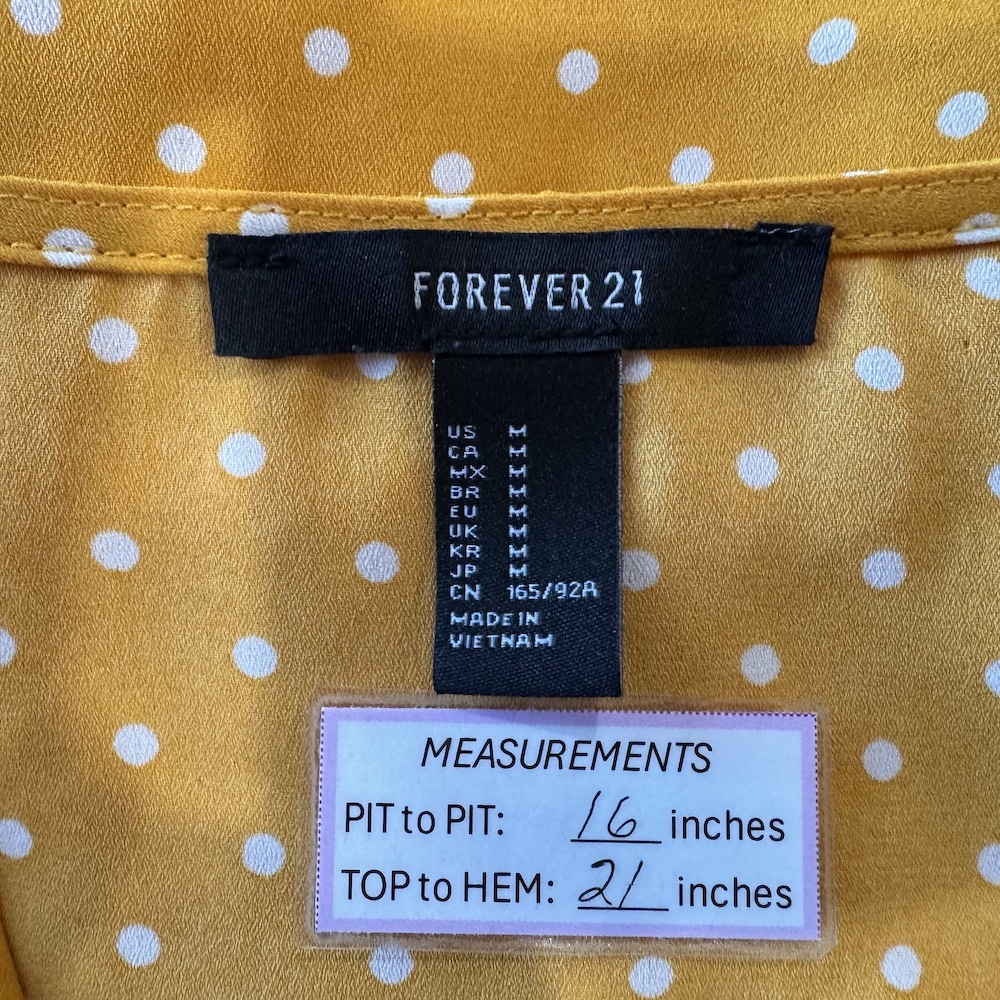 FOREVER 21
US M
CA M
MX M
BR M
EU M
UK M
KR M
JP M
CN 165/92A
MADE IN
VIETNAM
MEASUREMENTS
PIT to PIT: 16 inches
TOP to HEM: 21 inches